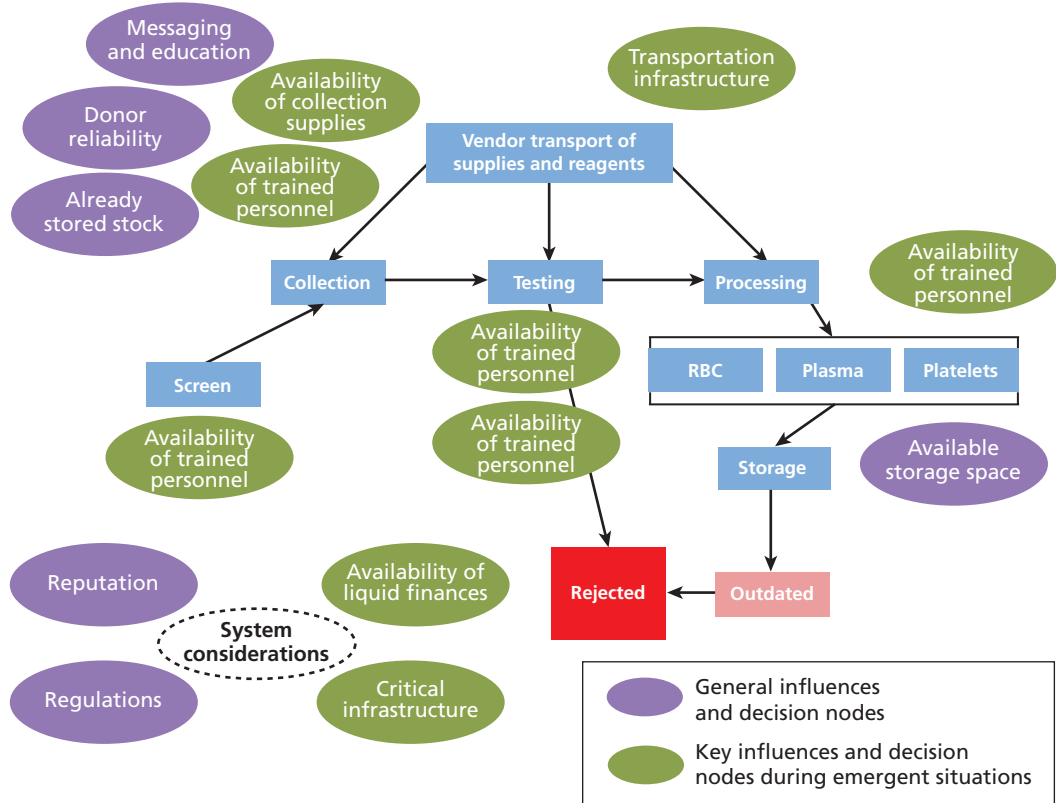 Messaging
and education
Availability
of collection
supplies
Transportation
infrastructure
Donor
reliability
Vendor transport of
supplies and reagents
Availability
of trained
personnel
Already
stored stock
Collection
Testing
Processing
Availability
of trained
personnel
Availability
of trained
personnel
RBC
Plasma
Platelets
Screen
Availability
of trained
personnel
Availability
of trained
personnel
Storage
Available
storage space
Reputation
Availability of
liquid finances
Rejected
Outdated
System
considerations
Regulations
Critical
infrastructure
General influences
and decision nodes
Key influences and decision
nodes during emergent situations